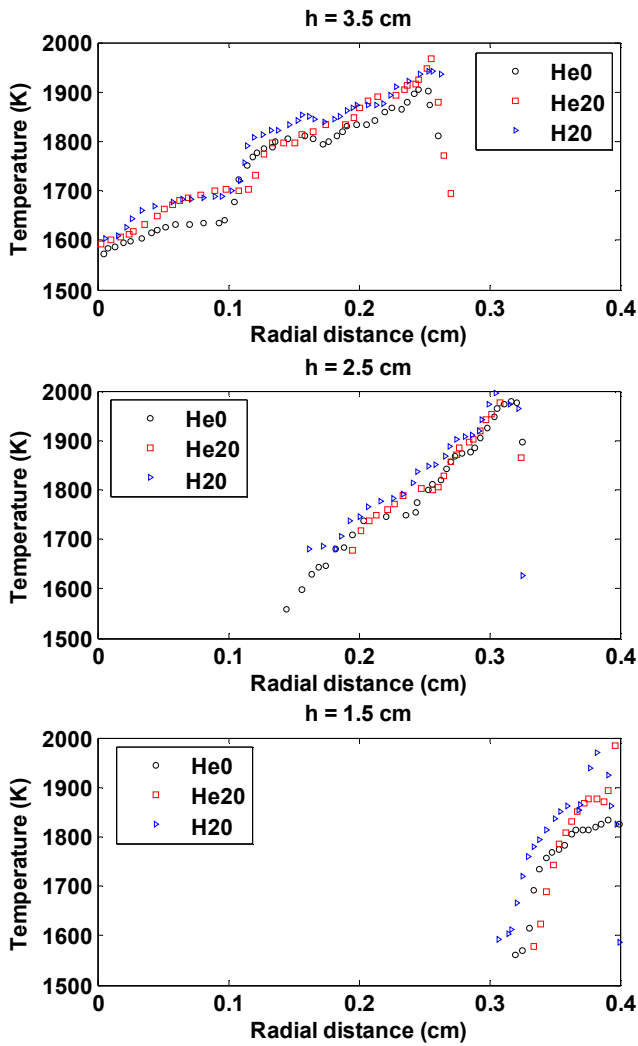 h = 3.5 cm
2000
1900
1800
1700
1600
1500
Temperature (K)
He0
He20
H20
0 0.1 0.2 0.3 0.4
Radial distance (cm)
h = 2.5 cm
2000
1900
1800
1700
1600
1500
Temperature (K)
He0
He20
H20
0 0.1 0.2 0.3 0.4
Radial distance (cm)
h = 1.5 cm
2000
1900
1800
1700
1600
1500
Temperature (K)
He0
He20
H20
0 0.1 0.2 0.3 0.4
Radial distance (cm)